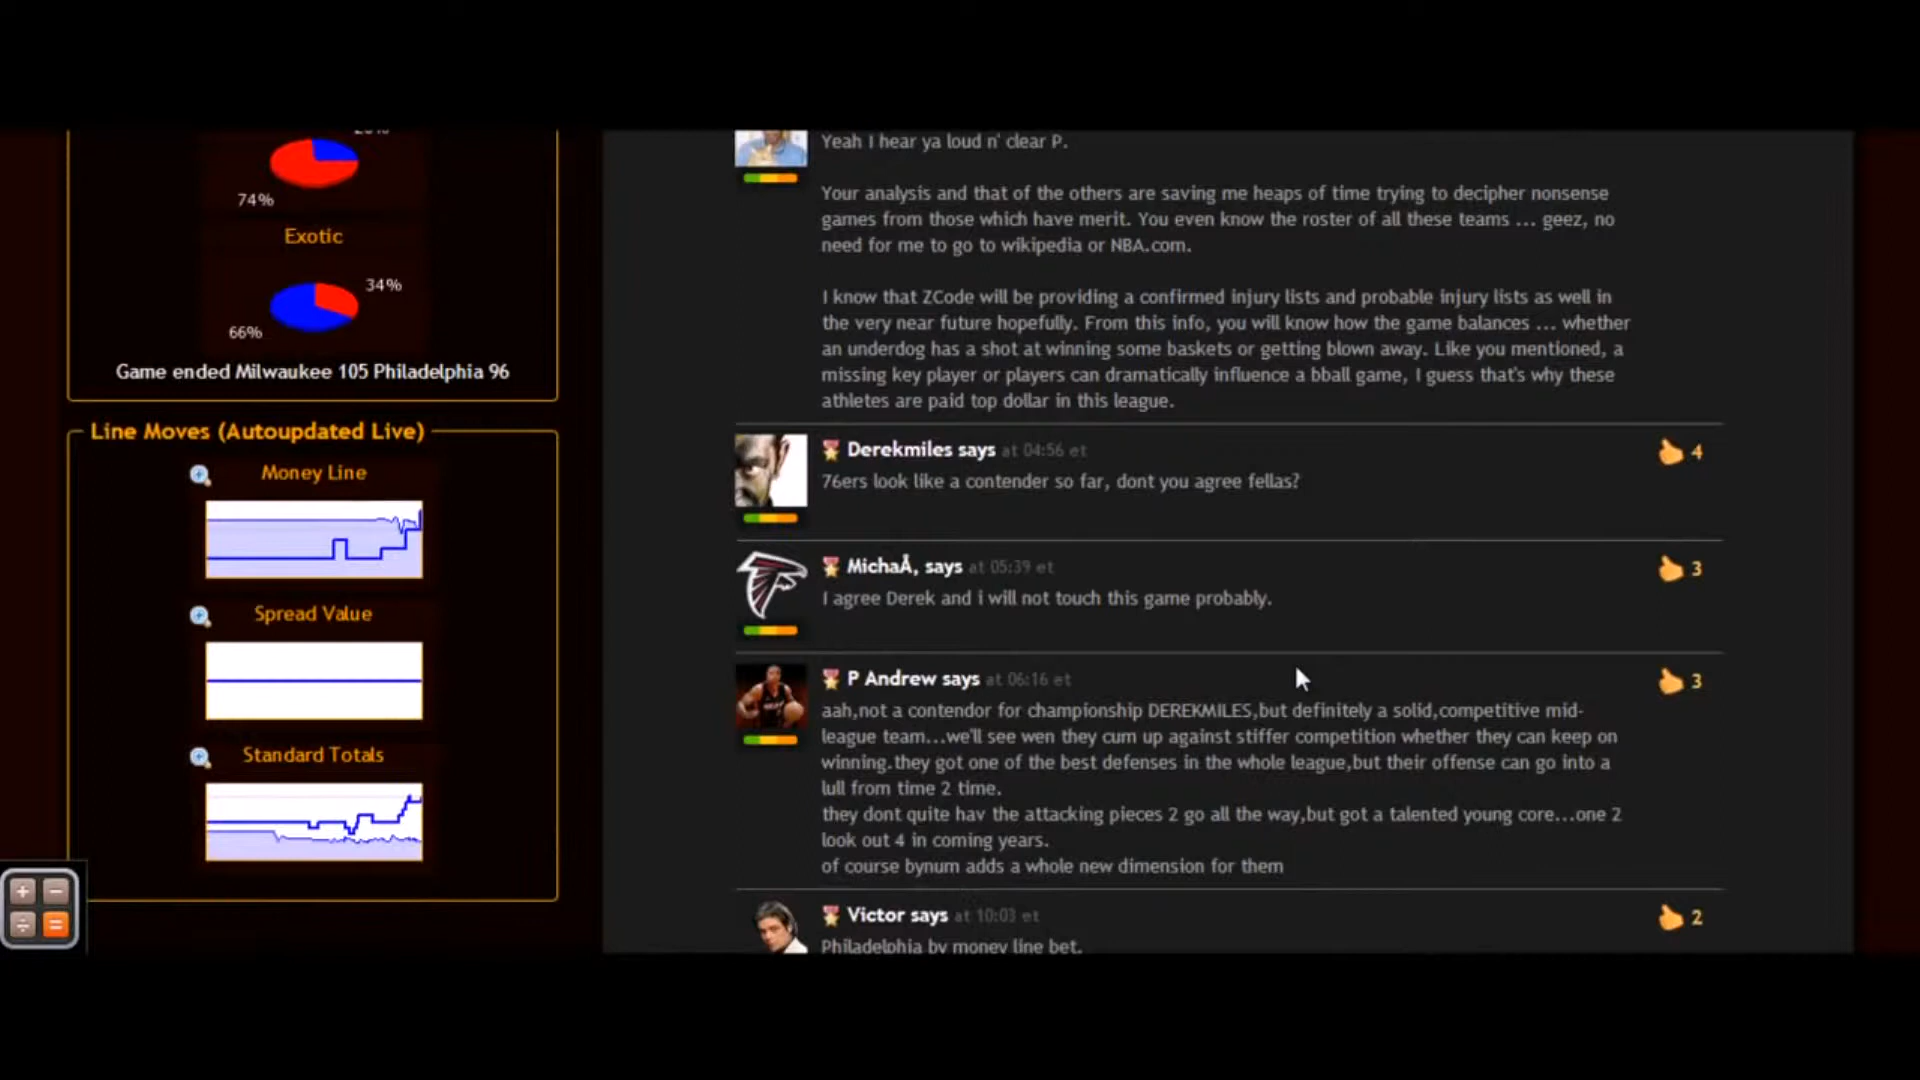 74%
Exotic
34%
66%
Game ended Milwaukee 105 Philadelphia 96
Line Moves (Autoupdated Live)
Money Line
Spread Value
Standard Totals
Yeah I hear ya loud n' clear P.
Your analysis and that of the others are saving me heaps of time trying to decipher nonsense
games from those which have merit. You even know the roster of all these teams ... geez, no
need for me to go to wikipedia or NBA.com.
I know that ZCode will be providing a confirmed injury lists and probable injury lists as well in
the very near future hopefully. From this info, you will know how the game balances ... whether
an underdog has a shot at winning some baskets or getting blown away. Like you mentioned, a
missing key player or players can dramatically influence a bball game, I guess that's why these
athletes are paid top dollar in this league.
Derekmiles says at 04:56 et
4
76ers look like a contender so far, dont you agree fellas?
MichaÅ, says at 05:39 et
3
I agree Derek and i will not touch this game probably.
P Andrew says at 06:16 et
3
aah,not a contendor for championship DEREKMILES,but definitely a solid,competitive mid-
league team...we'll see wen they cum up against stiffer competition whether they can keep on
winning.they got one of the best defenses in the whole league,but their offense can go into a
lull from time 2 time.
they dont quite hav the attacking pieces 2 go all the way,but got a talented young core...one 2
look out 4 in coming years.
of course bynum adds a whole new dimension for them
Victor says at 10:03 et
2
Philadelphia by money line bet.